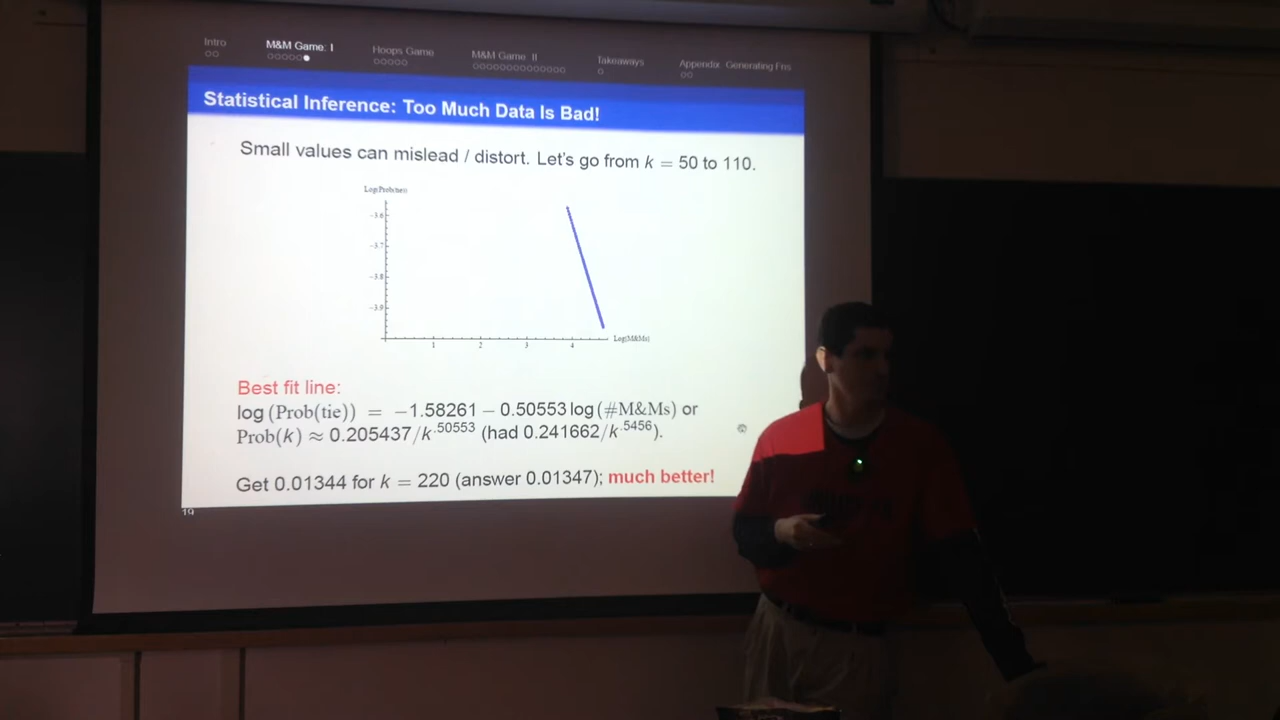 Intro M&M Game: I Hoops Game M&M Game: II Takeaways Appendix: Generating Fns
Statistical Inference: Too Much Data Is Bad!
Small values can mislead / distort. Let's go from k = 50 to 110.
Log(Prob(tie))
-3.6
-3.7
-3.8
-3.9
1 2 3 4 Log(M&Ms)
Best fit line:
log (Prob(tie)) = −1.58261 − 0.50553 log (#M&Ms) or
Prob(k) ≈ 0.205437/k^.50553 (had 0.241662/k^.5456).
Get 0.01344 for k = 220 (answer 0.01347); much better!
19